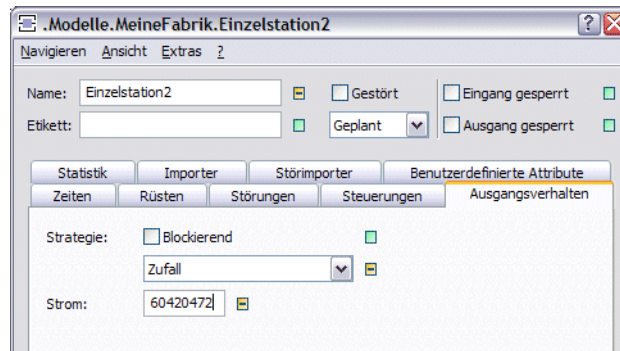 .Modelle.MeineFabrik.Einzelstation2
Navigieren Ansicht Extras ?
Name: Einzelstation2 Gestört Eingang gesperrt
Etikett: Geplant Ausgang gesperrt
Statistik Importer Störimporter Benutzerdefinierte Attribute
Zeiten Rüsten Störungen Steuerungen Ausgangsverhalten
Strategie: Blockierend
Zufall
Strom: 60420472